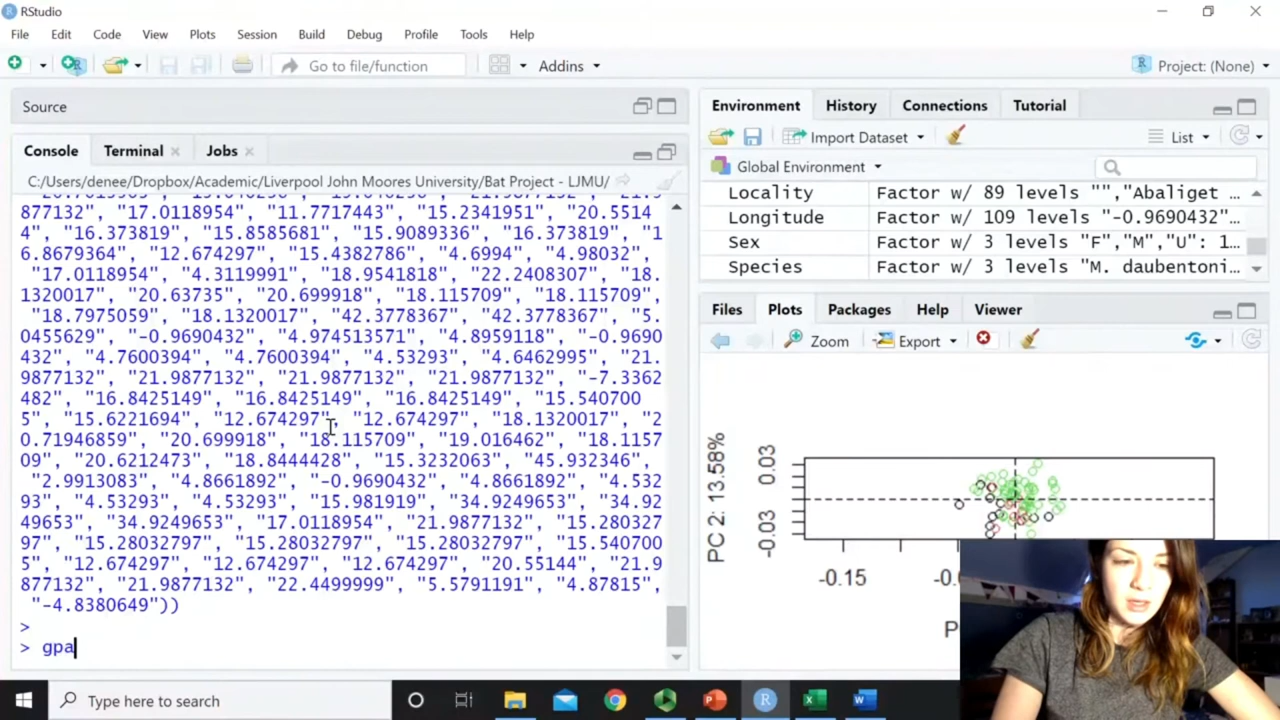 RStudio
File Edit Code View Plots Session Build Debug Profile Tools Help
Go to file/function
Addins
Project: (None)
Source
Console Terminal Jobs
C:/Users/denee/Dropbox/Academic/Liverpool John Moores University/Bat Project - LJMU/
877132", "17.0118954", "11.7717443", "15.2341951", "20.5514
4", "16.373819", "15.8585681", "15.9089336", "16.373819", "1
6.8679364", "12.674297", "15.4382786", "4.6994", "4.98032",
"17.0118954", "4.3119991", "18.9541818", "22.2408307", "18.
1320017", "20.63735", "20.699918", "18.115709", "18.115709",
"18.7975059", "18.1320017", "42.3778367", "42.3778367", "5.
0455629", "-0.9690432", "4.974513571", "4.8959118", "-0.9690
432", "4.7600394", "4.7600394", "4.53293", "4.6462995", "21.
9877132", "21.9877132", "21.9877132", "21.9877132", "-7.3362
482", "16.8425149", "16.8425149", "16.8425149", "15.540700
5", "15.6221694", "12.674297", "12.674297", "18.1320017", "2
0.71946859", "20.699918", "18.115709", "19.016462", "18.1157
09", "20.6212473", "18.8444428", "15.3232063", "45.932346",
"2.9913083", "4.8661892", "-0.9690432", "4.8661892", "4.532
93", "4.53293", "4.53293", "15.981919", "34.9249653", "34.9
249653", "34.9249653", "17.0118954", "21.9877132", "15.280327
97", "15.28032797", "15.28032797", "15.28032797", "15.540700
5", "12.674297", "12.674297", "12.674297", "20.55144", "21.9
877132", "21.9877132", "22.4499999", "5.5791191", "4.87815",
"-4.8380649"))
>
> gpa
Environment History Connections Tutorial
Import Dataset
List
Global Environment
Locality Factor w/ 89 levels "","Abaliget
Longitude Factor w/ 109 levels "-0.9690432"…
Sex Factor w/ 3 levels "F","M","U": 1…
Species Factor w/ 3 levels "M. daubentoni…
Files Plots Packages Help Viewer
Zoom
Export
PC 2: 13.58%
0.03
-0.03
-0.15
Type here to search